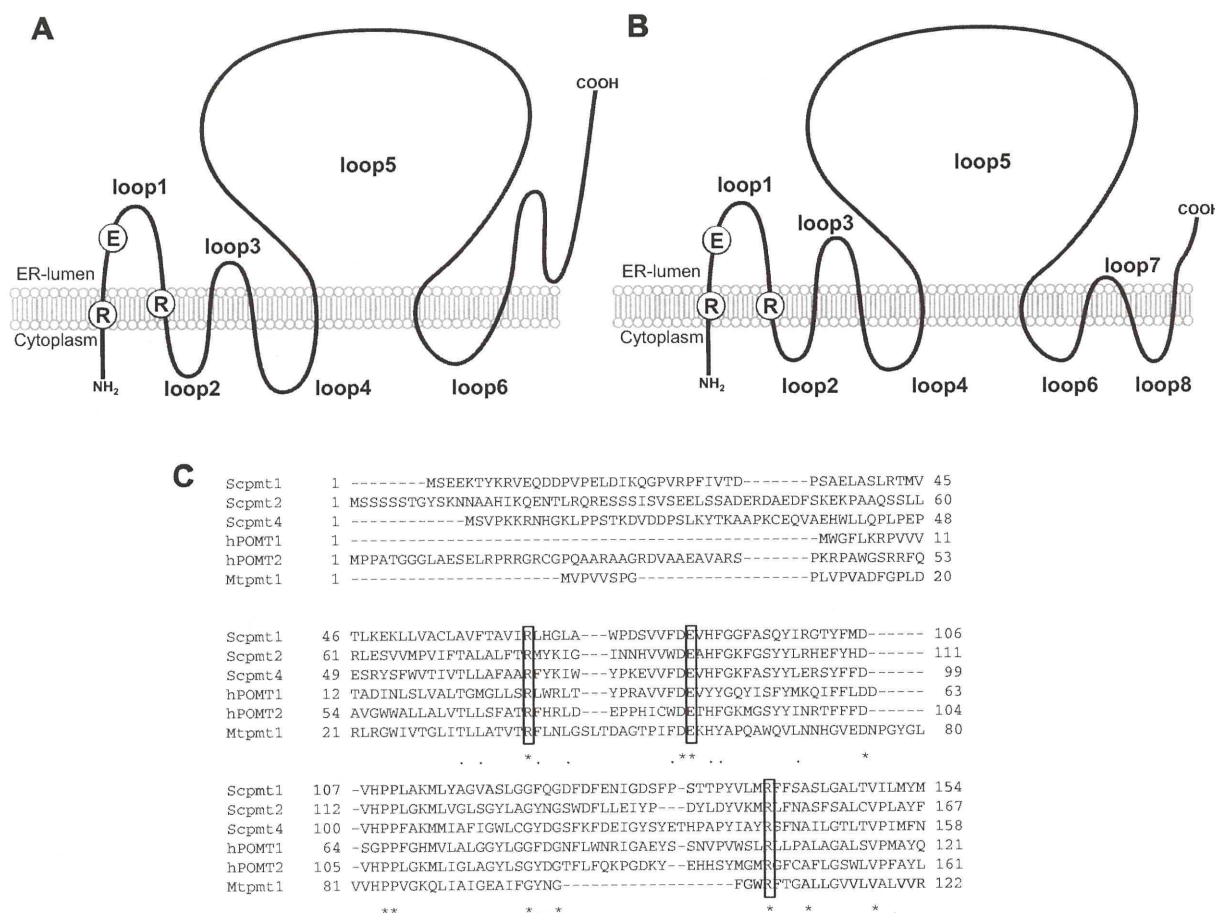 A
B
COOH
COOH
loop5
loop5
loop1
loop1
E
loop3
E
loop3
loop7
ER-lumen
ER-lumen
R
R
R
R
Cytoplasm
Cytoplasm
NH2
loop2
loop4
loop6
NH2
loop2
loop4
loop6
loop8
C
Scpmt1 1 --------MSEEKTYKRVEQDDPVPELDIKQGPVRPFIVTD-------PSAELASLRTMV 45
Scpmt2 1 MSSSSSTGYSKNNAAHIKQENTLRQRESSSISVSEELSSADERDAEDFSKEKPAAQSSLL 60
Scpmt4 1 ------------MSVPKKRNHGKLPPSTKDVDDPSLKYTKAAPKCEQVAEHWLLQPLPEP 48
hPOMT1 1 -------------------------------------------------MWGFLKRPVVV 11
hPOMT2 1 MPPATGGGLAESELRPRRGRCGPQAARAAGRDVAAEAVARS-------PKRPAWGSRRFQ 53
Mtpmt1 1 ----------------------MVPVVSPG------------------PLVPVADFGPLD 20
Scpmt1 46 TLKEKLLVACLAVFTAVIRLHGLA---WPDSVVFDEVHFGGFASQYIRGTYFMD------ 106
Scpmt2 61 RLESVVMPVIFTALALFTRMYKIG---INNHVVWDEAHFGKFGSYYLRHEFYHD------ 111
Scpmt4 49 ESRYSFWVTIVTLLAFAARFYKIW---YPKEVVFDEVHFGKFASYYLERSYFFD------ 99
hPOMT1 12 TADINLSLVALTGMGLLSRLWRLT---YPRAVVFDEVYYGQYISFYMKQIFFLDD----- 63
hPOMT2 54 AVGWWALLALVTLLSFATRFHRLD---EPPHICWDETHFGKMGSYYINRTFFFD------ 104
Mtpmt1 21 RLRGWIVTGLITLLATVTRFLNLGSLTDAGTPIFDEKHYAPQAWQVLNNHGVEDNPGYGL 80
. . *. . . ** .. . *
Scpmt1 107 -VHPPLAKMLYAGVASLGGFQGDFDFENIGDSFP-STTPYVLMRFFSASLGALTVILMYM 154
Scpmt2 112 -VHPPLGKMLVGLSGYLAGYNGSWDFLLEIYP---DYLDYVKMRLFNASFSALCVPLAYF 167
Scpmt4 100 -VHPPFAKMMIAFIGWLCGYDGSFKFDEIGYSYETHPAPYIAYRSFNAILGTLTVPIMFN 158
hPOMT1 64 -SGPPFGHMVLALGGYLGGFDGNFLWNRIGAEYS-SNVPVWSLRLLPALAGALSVPMAYQ 121
hPOMT2 105 -VHPPLGKMLIGLAGYLSGYDGTFLFQKPGDKY-EHHSYMGMRGFCAFLGSWLVPFAYL 161
Mtpmt1 81 VVHPPVGKQLIAIGEAIFGYNG-----------------FGWRFTGALLGVVLVALVVR 122
** * * * * *